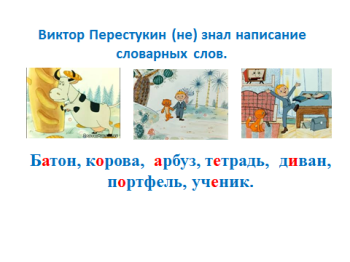 Виктор Перестукин (не) знал написание
словарных слов.
Батон, корова, арбуз, тетрадь, диван,
портфель, ученик.